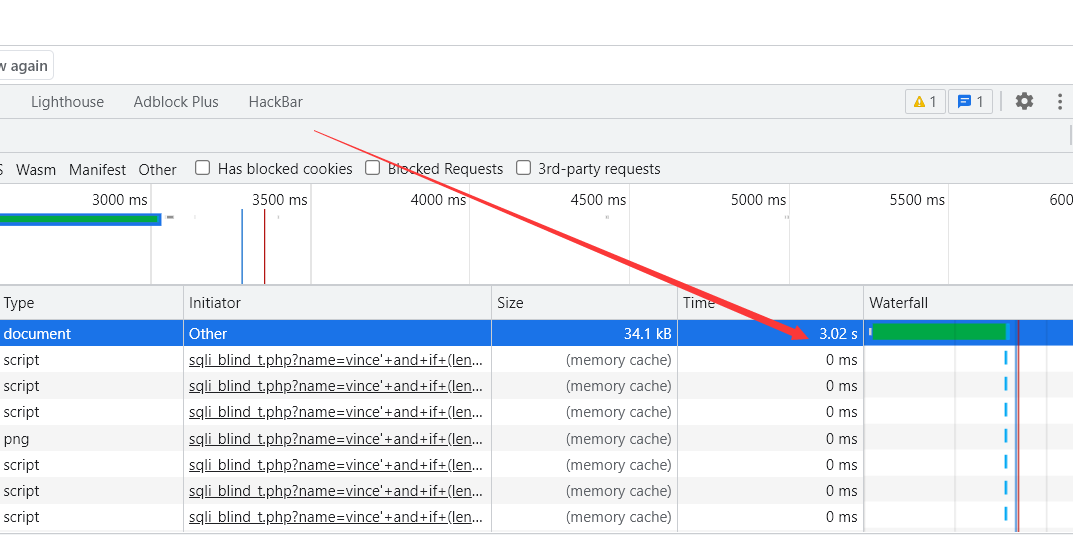 w again
Lighthouse Adblock Plus HackBar 1 1
S Wasm Manifest Other Has blocked cookies Blocked Requests 3rd-party requests
3000 ms 3500 ms 4000 ms 4500 ms 5000 ms 5500 ms 600
Type Initiator Size Time Waterfall
document Other 34.1 kB 3.02 s
script sqli_blind_t.php?name=vince'+and+if+(len... (memory cache) 0 ms
script sqli_blind_t.php?name=vince'+and+if+(len... (memory cache) 0 ms
script sqli_blind_t.php?name=vince'+and+if+(len... (memory cache) 0 ms
png sqli_blind_t.php?name=vince'+and+if+(len... (memory cache) 0 ms
script sqli_blind_t.php?name=vince'+and+if+(len... (memory cache) 0 ms
script sqli_blind_t.php?name=vince'+and+if+(len... (memory cache) 0 ms
script sqli_blind_t.php?name=vince'+and+if+(len... (memory cache) 0 ms